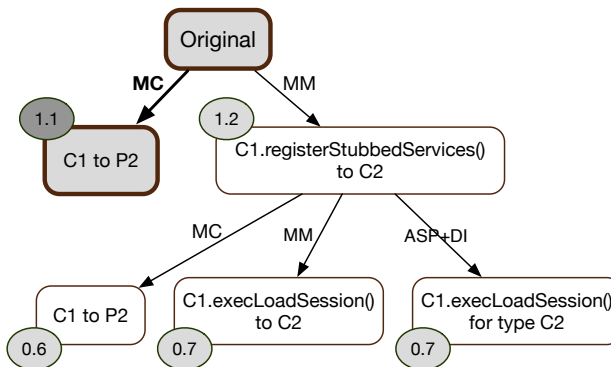 Original
MC
MM
1.1
1.2
C1 to P2
C1.registerStubbedServices()
to C2
MC
MM
ASP+DI
C1 to P2
C1.execLoadSession()
to C2
C1.execLoadSession()
for type C2
0.6
0.7
0.7